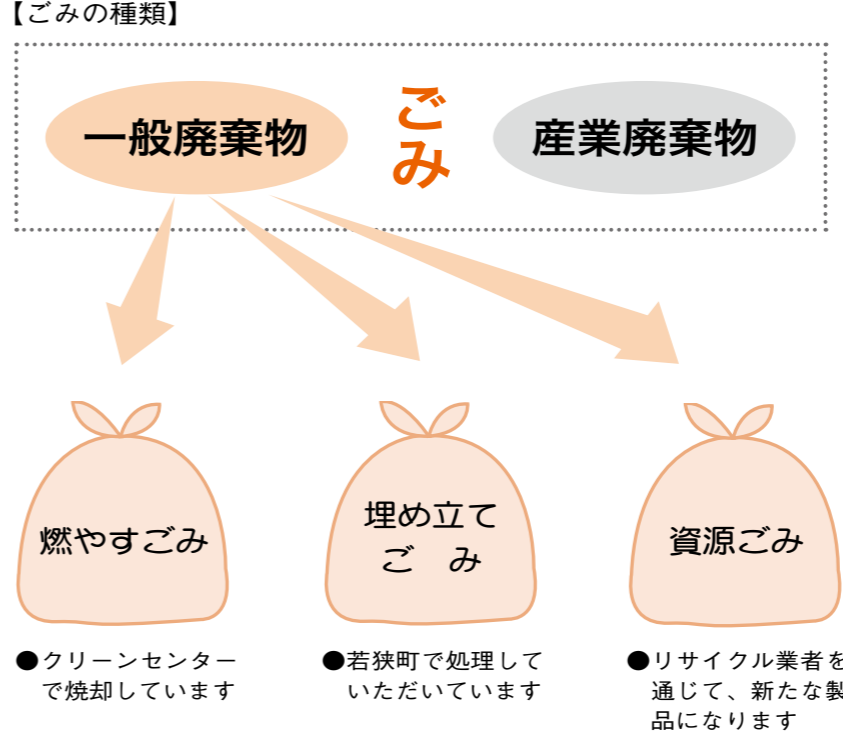 【ごみの種類】
一般廃棄物
ごみ
産業廃棄物
燃やすごみ
埋め立て
ご み
資源ごみ
●クリーンセンター
で焼却しています
●若狭町で処理して
いただいています
●リサイクル業者を
通じて、新たな製
品になります